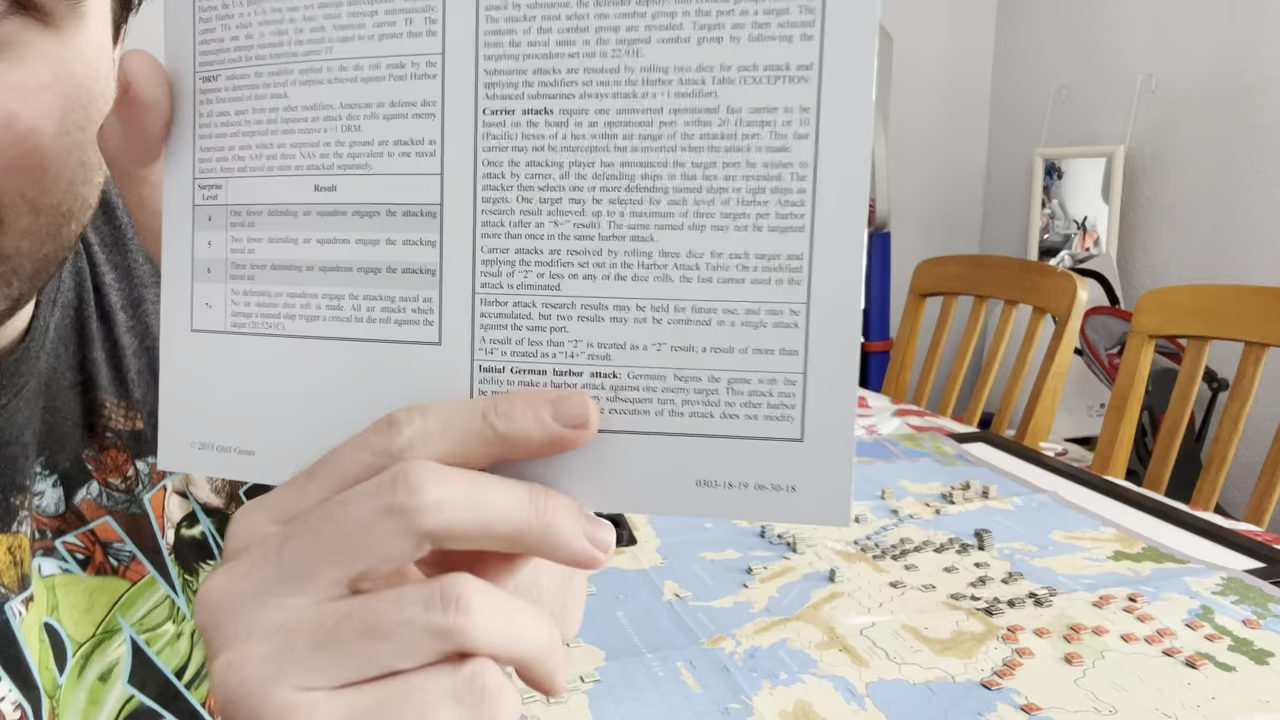 Harbor, the U.S.
Pearl Harbor
carrier TFs intercept automatically;
otherwise one die is rolled for each American carrier TF. The
interception attempt succeeds if the result is equal to or greater than the
numerical result for that American carrier TF.
"DRM" indicates the modifier applied to the die roll made by the
Japanese to determine the level of surprise achieved against Pearl Harbor
in the first round of the attack.
In all cases, apart from any other modifiers, American air defense dice
level is reduced by one and Japanese air attack dice rolls against enemy
naval units and surprised air units receive a +1 DRM.
American air units which are surprised on the ground are attacked as
naval units (One AAF and three NAS are the equivalent to one naval
factor). Army and naval air units are attacked separately.
Surprise Level
Result
4
One fewer defending air squadron engages the attacking
naval air.
5
Two fewer defending air squadrons engage the attacking
naval air.
6
Three fewer defending air squadrons engage the attacking
naval air.
7+
No defending air squadrons engage the attacking naval air.
No air defense dice roll is made. All air attacks which
damage a named ship trigger a critical hit die roll against the
target (20.5241C).
© 2018 GMT Games
attack by submarine, the defender deploys
The attacker must select one combat group in that port as a target. The
contents of that combat group are revealed. Targets are then selected
from the naval units in the targeted combat group by following the
targeting procedure set out in 22.93E.
Submarine attacks are resolved by rolling two dice for each attack and
applying the modifiers set out in the Harbor Attack Table (EXCEPTION:
Advanced submarines always attack at a +1 modifier).
Carrier attacks require one uninverted operational fast carrier to be
based on the board in an operational port within 20 (Europe) or 10
(Pacific) hexes of a hex within air range of the attacked port. This fast
carrier may not be intercepted, but is inverted when the attack is made.
Once the attacking player has announced the target port he wishes to
attack by carrier, all the defending ships in that hex are revealed. The
attacker then selects one or more defending named ships or light ships as
targets. One target may be selected for each level of Harbor Attack
research result achieved, up to a maximum of three targets per harbor
attack (after an "8+" result). The same named ship may not be targeted
more than once in the same harbor attack.
Carrier attacks are resolved by rolling three dice for each target and
applying the modifiers set out in the Harbor Attack Table. On a modified
result of "2" or less on any of the dice rolls, the fast carrier used in the
attack is eliminated.
Harbor attack research results may be held for future use, and may be
accumulated, but two results may not be combined in a single attack
against the same port.
A result of less than "2" is treated as a "2" result; a result of more than
"14" is treated as a "14+" result.
Initial German harbor attack: Germany begins the game with the
ability to make a harbor attack against one enemy target. This attack may
be subsequent turn, provided no other harbor
execution of this attack does not modify
0303-18-19 06-30-18